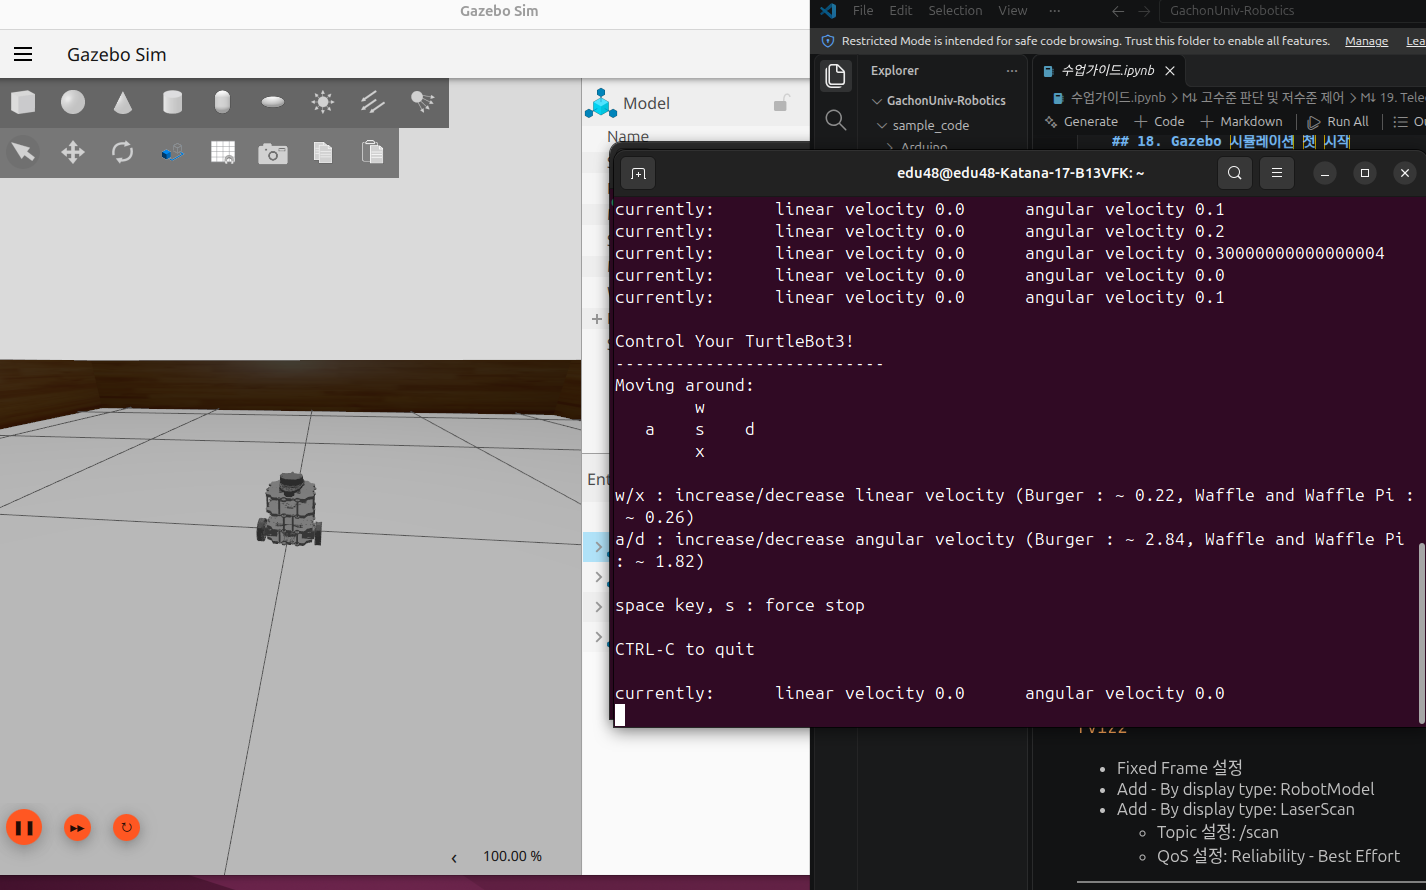 Gazebo Sim
Gazebo Sim
Model
Name
Ent
100.00 %
File Edit Selection View ··· GachonUniv-Robotics
Restricted Mode is intended for safe code browsing. Trust this folder to enable all features. Manage Lea
Explorer ···
GachonUniv-Robotics
sample_code
Arduino
수업가이드.ipynb
수업가이드.ipynb > M↓ 고수준 판단 및 저수준 제어 > M↓ 19. Tele
Generate + Code + Markdown Run All Ou
## 18. Gazebo 시뮬레이션 첫 시작
edu48@edu48-Katana-17-B13VFK: ~
currently: linear velocity 0.0 angular velocity 0.1
currently: linear velocity 0.0 angular velocity 0.2
currently: linear velocity 0.0 angular velocity 0.30000000000000004
currently: linear velocity 0.0 angular velocity 0.0
currently: linear velocity 0.0 angular velocity 0.1
Control Your TurtleBot3!
---------------------------
Moving around:
w
a s d
x
w/x : increase/decrease linear velocity (Burger : ~ 0.22, Waffle and Waffle Pi :
~ 0.26)
a/d : increase/decrease angular velocity (Burger : ~ 2.84, Waffle and Waffle Pi
: ~ 1.82)
space key, s : force stop
CTRL-C to quit
currently: linear velocity 0.0 angular velocity 0.0
• Fixed Frame 설정
• Add - By display type: RobotModel
• Add - By display type: LaserScan
◦ Topic 설정: /scan
◦ QoS 설정: Reliability - Best Effort